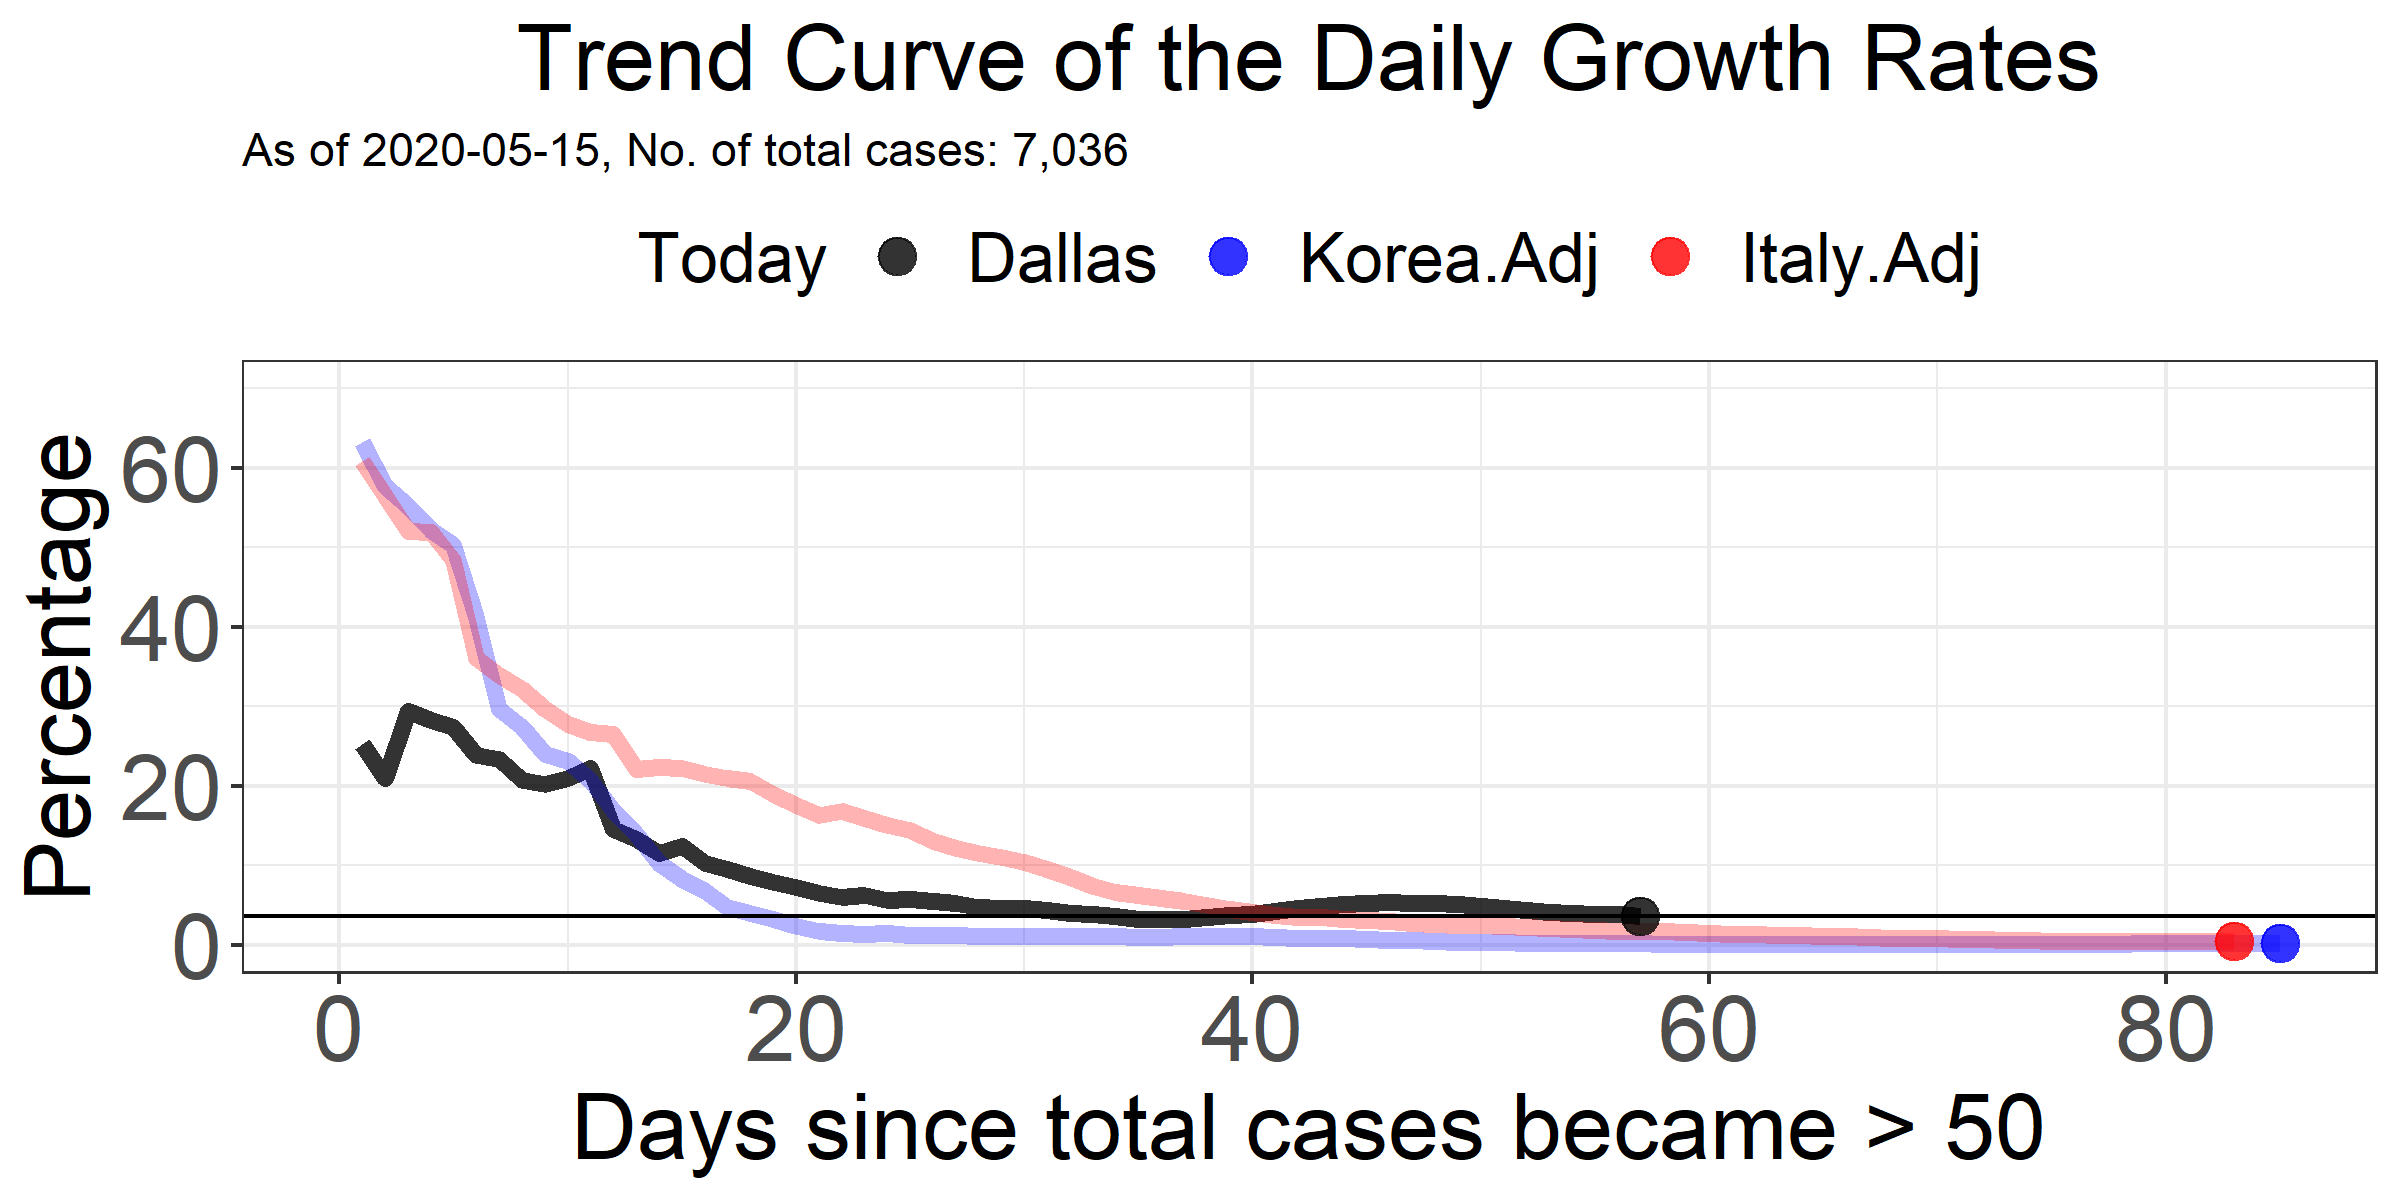 Trend Curve of the Daily Growth Rates
As of 2020-05-15, No. of total cases: 7,036
Today Dallas Korea.Adj Italy.Adj
Percentage
60
40
20
0
0 20 40 60 80
Days since total cases became > 50